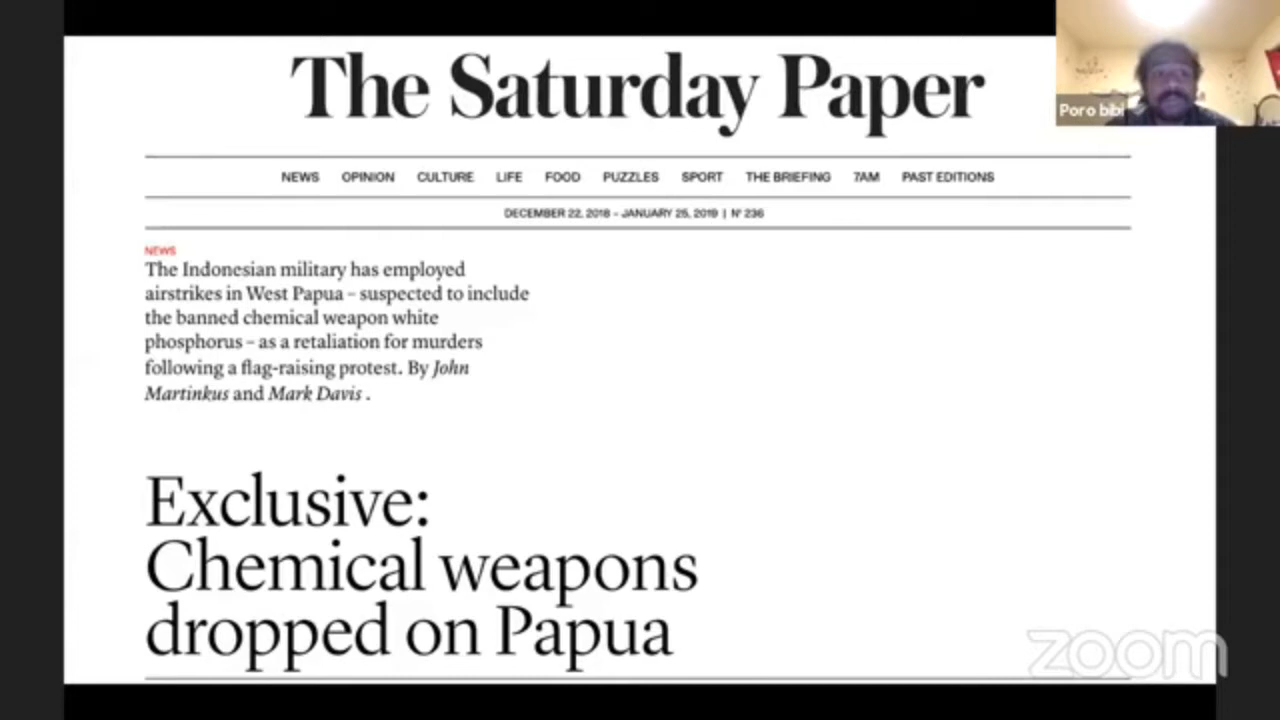 The Saturday Paper
Poro bibi
NEWS OPINION CULTURE LIFE FOOD PUZZLES SPORT THE BRIEFING 7AM PAST EDITIONS
DECEMBER 22, 2018 – JANUARY 25, 2019 | Nº 236
NEWS
The Indonesian military has employed
airstrikes in West Papua – suspected to include
the banned chemical weapon white
phosphorus – as a retaliation for murders
following a flag-raising protest. By John
Martinkus and Mark Davis .
Exclusive:
Chemical weapons
dropped on Papua
zoom